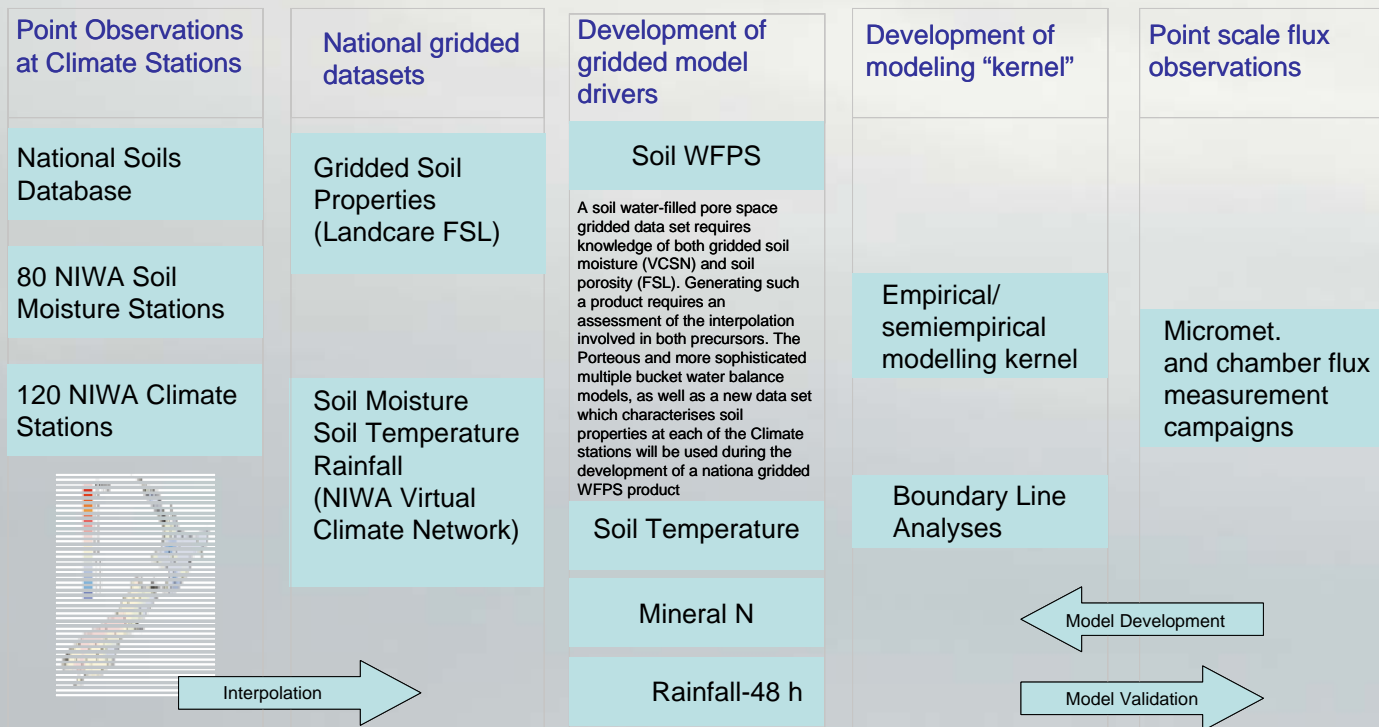 Point Observations
at Climate Stations
National Soils
Database
80 NIWA Soil
Moisture Stations
120 NIWA Climate
Stations
Interpolation
National gridded
datasets
Gridded Soil
Properties
(Landcare FSL)
Soil Moisture
Soil Temperature
Rainfall
(NIWA Virtual
Climate Network)
Development of
gridded model
drivers
Soil WFPS
A soil water-filled pore space
gridded data set requires
knowledge of both gridded soil
moisture (VCSN) and soil
porosity (FSL). Generating such
a product requires an
assessment of the interpolation
involved in both precursors. The
Porteous and more sophisticated
multiple bucket water balance
models, as well as a new data set
which characterises soil
properties at each of the Climate
stations will be used during the
development of a nationa gridded
WFPS product
Soil Temperature
Mineral N
Rainfall-48 h
Development of
modeling “kernel”
Empirical/
semiempirical
modelling kernel
Boundary Line
Analyses
Point scale flux
observations
Micromet.
and chamber flux
measurement
campaigns
Model Development
Model Validation